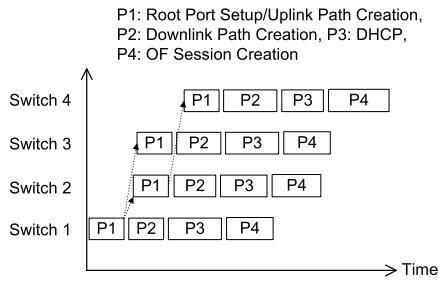 P1: Root Port Setup/Uplink Path Creation,
P2: Downlink Path Creation, P3: DHCP,
P4: OF Session Creation
Switch 4 P1 P2 P3 P4
Switch 3 P1 P2 P3 P4
Switch 2 P1 P2 P3 P4
Switch 1 P1 P2 P3 P4
Time